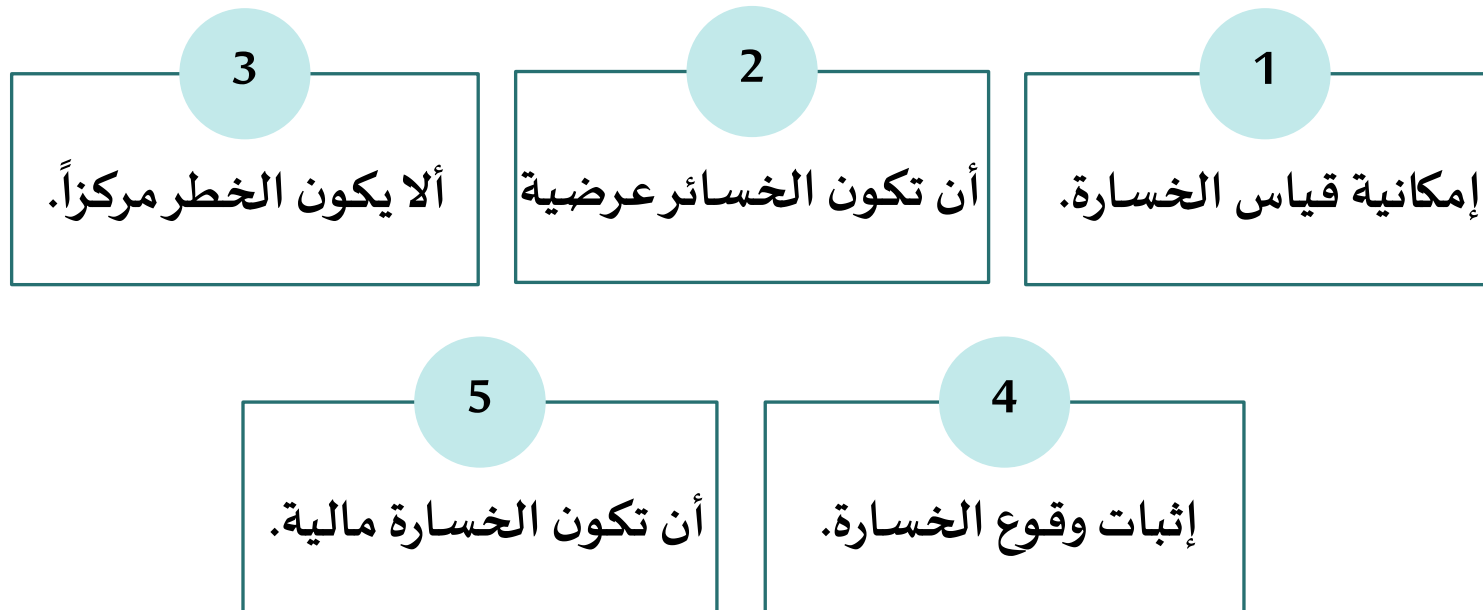 1
إمكانية قياس الخسارة.
2
أن تكون الخسائر عرضية
3
ألا يكون الخطر مركزاً.
4
إثبات وقوع الخسارة.
5
أن تكون الخسارة مالية.